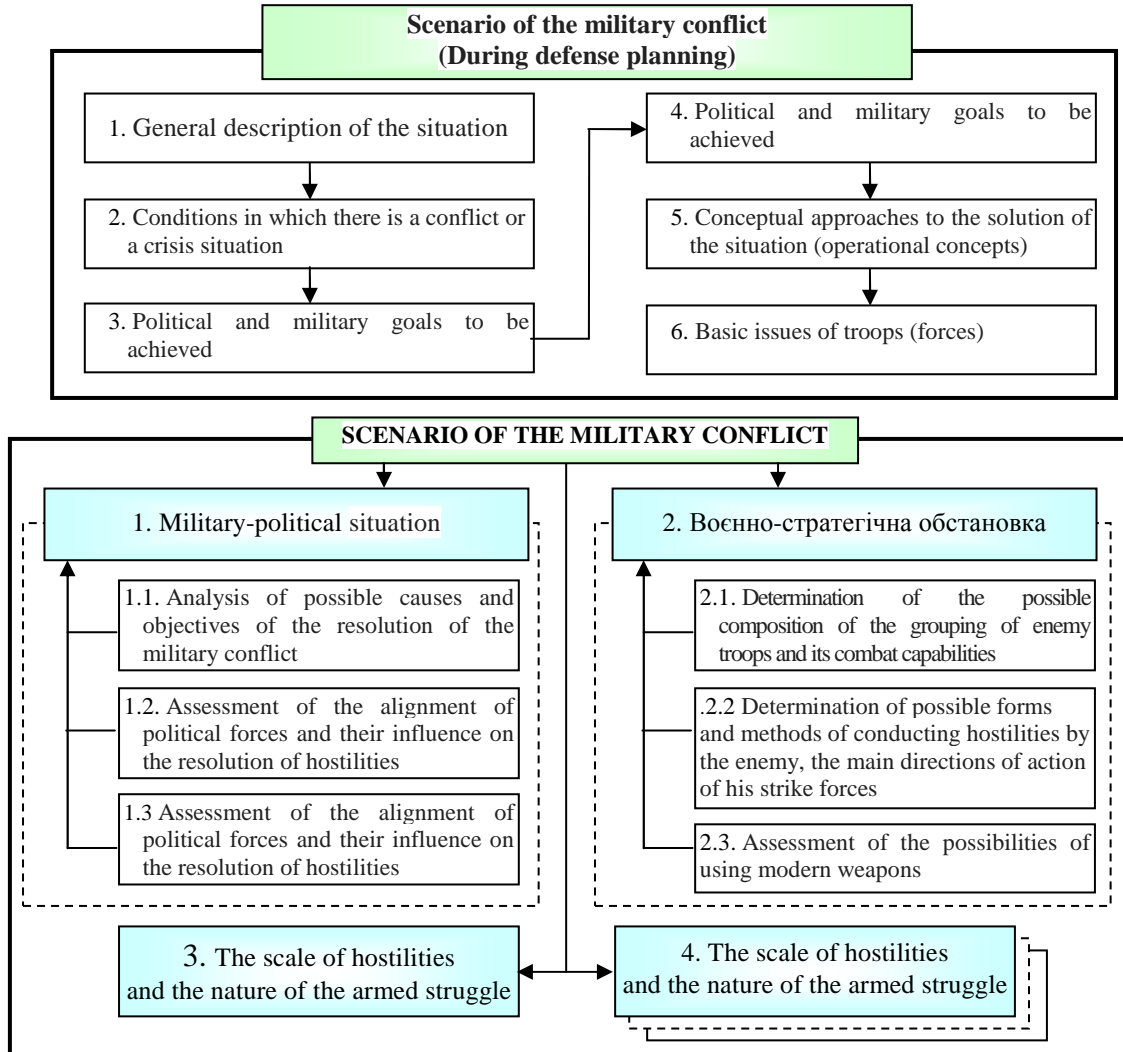 Scenario of the military conflict
(During defense planning)
1. General description of the situation
2. Conditions in which there is a conflict or
a crisis situation
3. Political and military goals to be
achieved
4. Political and military goals to be
achieved
5. Conceptual approaches to the solution of
the situation (operational concepts)
6. Basic issues of troops (forces)
SCENARIO OF THE MILITARY CONFLICT
1. Military-political situation
1.1. Analysis of possible causes and
objectives of the resolution of the
military conflict
1.2. Assessment of the alignment of
political forces and their influence on
the resolution of hostilities
1.3 Assessment of the alignment of
political forces and their influence on
the resolution of hostilities
2. Воєнно-стратегічна обстановка
2.1. Determination of the possible
composition of the grouping of enemy
troops and its combat capabilities
.2.2 Determination of possible forms
and methods of conducting hostilities by
the enemy, the main directions of action
of his strike forces
2.3. Assessment of the possibilities of
using modern weapons
3. The scale of hostilities
and the nature of the armed struggle
4. The scale of hostilities
and the nature of the armed struggle